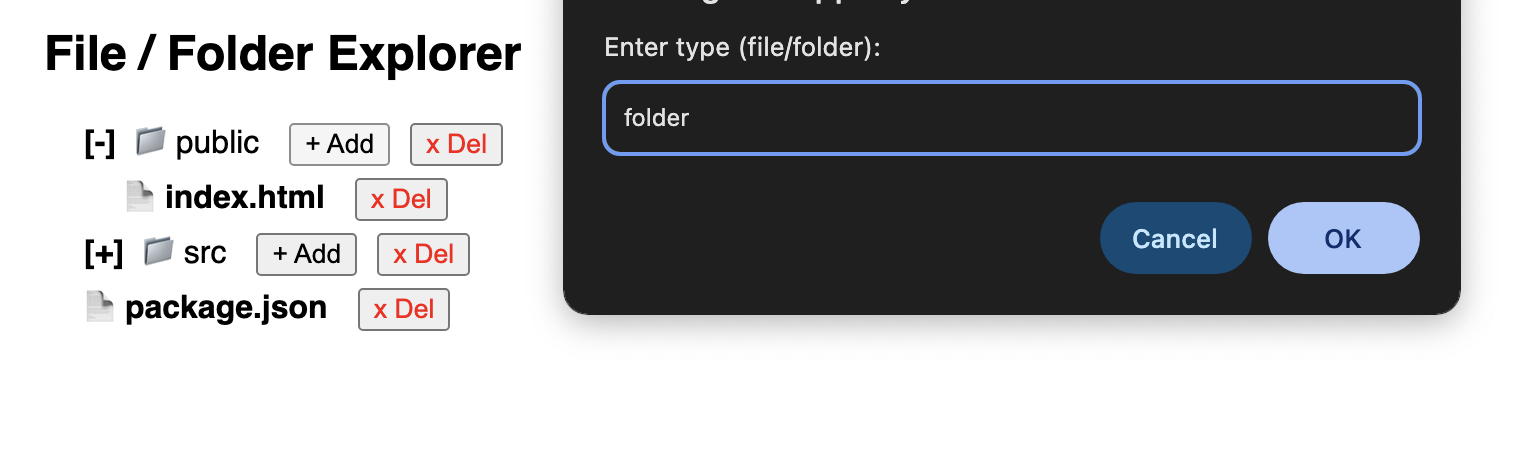 File / Folder Explorer
[-] public + Add x Del
index.html x Del
[+] src + Add x Del
package.json x Del
Enter type (file/folder):
folder
Cancel OK